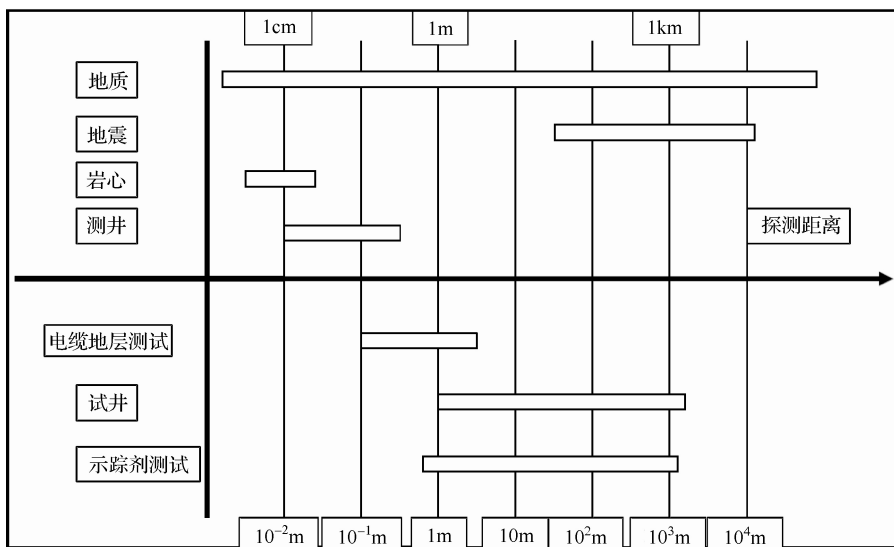 1cm
1m
1km
地质
地震
岩心
测井
探测距离
电缆地层测试
试井
示踪剂测试
10⁻²m
10⁻¹m
1m
10m
10²m
10³m
10⁴m